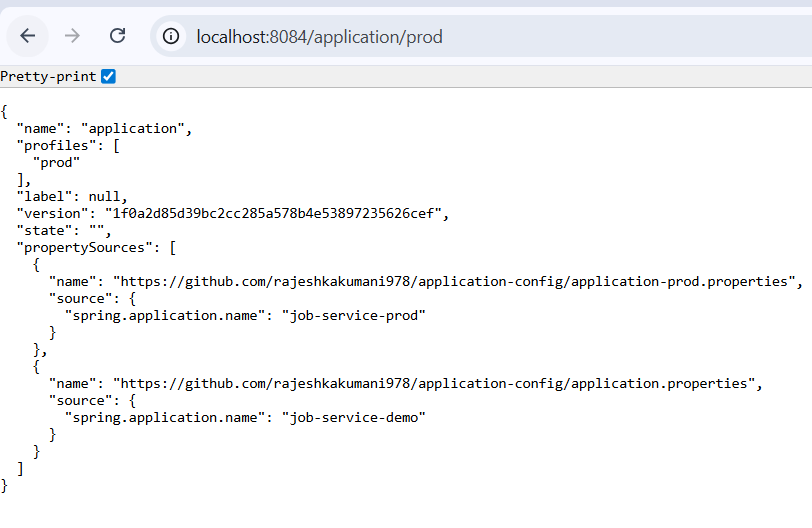 localhost:8084/application/prod
Pretty-print
{
  "name": "application",
  "profiles": [
    "prod"
  ],
  "label": null,
  "version": "1f0a2d85d39bc2cc285a578b4e53897235626cef",
  "state": "",
  "propertySources": [
    {
      "name": "https://github.com/rajeshkakumani978/application-config/application-prod.properties",
      "source": {
        "spring.application.name": "job-service-prod"
      }
    },
    {
      "name": "https://github.com/rajeshkakumani978/application-config/application.properties",
      "source": {
        "spring.application.name": "job-service-demo"
      }
    }
  ]
}